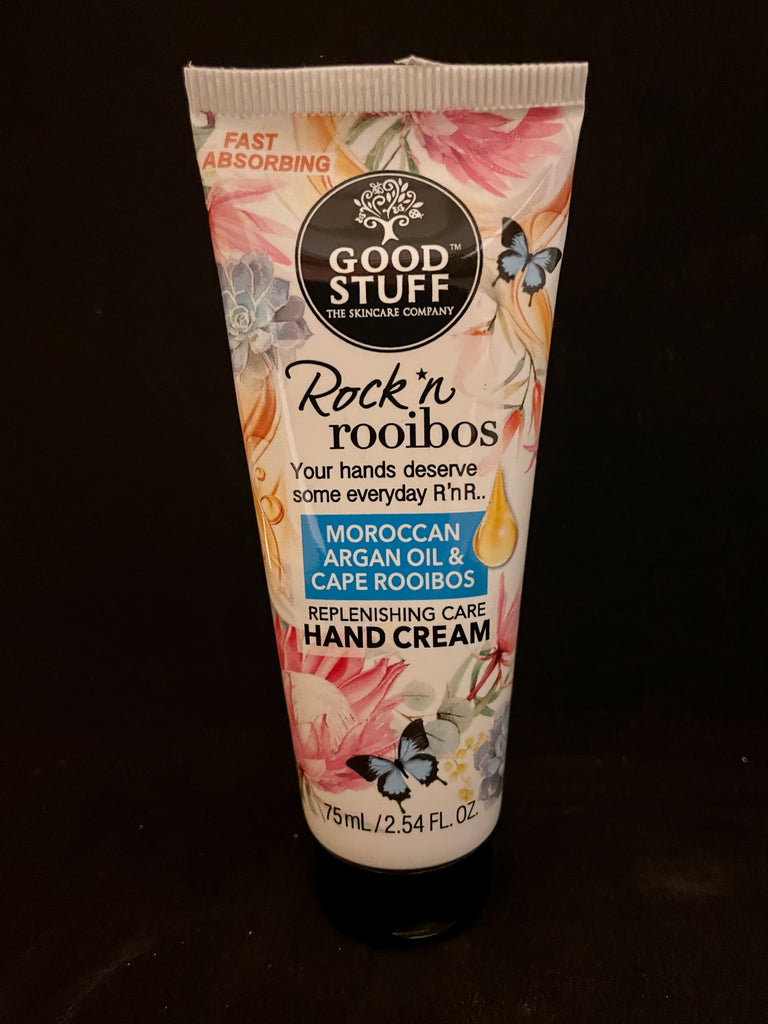 FAST
ABSORBING
GOOD™
STUFF
THE SKINCARE COMPANY
Rock 'n
rooibos
Your hands deserve
some everyday R'nR..
MOROCCAN
ARGAN OIL &
CAPE ROOIBOS
REPLENISHING CARE
HAND CREAM
75mL/2.54 FL. OZ.